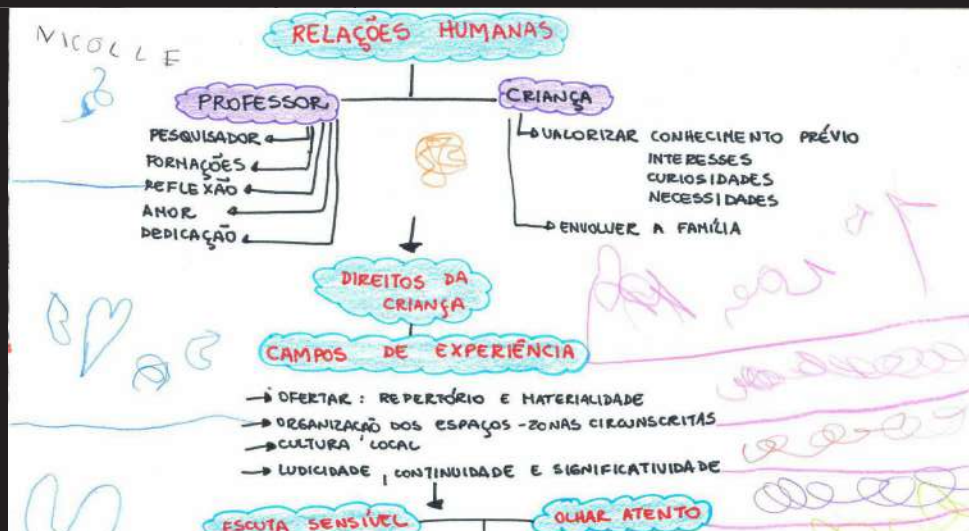 NICOLLE
RELAÇÕES HUMANAS
PROFESSOR
PESQUISADOR
FORMAÇÕES
REFLEXÃO
AMOR
DEDICAÇÃO
CRIANÇA
VALORIZAR CONHECIMENTO PRÉVIO
INTERESSES
CURIOSIDADES
NECESSIDADES
ENVOLVER A FAMÍLIA
DIREITOS DA
CRIANÇA
CAMPOS DE EXPERIÊNCIA
OFERTAR: REPERTÓRIO E MATERIALIDADE
ORGANIZAÇÃO DOS ESPAÇOS - ZONAS CIRCUNSCRITAS
CULTURA LOCAL
LUDICIDADE, CONTINUIDADE E SIGNIFICATIVIDADE
ESCUTA SENSÍVEL
OLHAR ATENTO